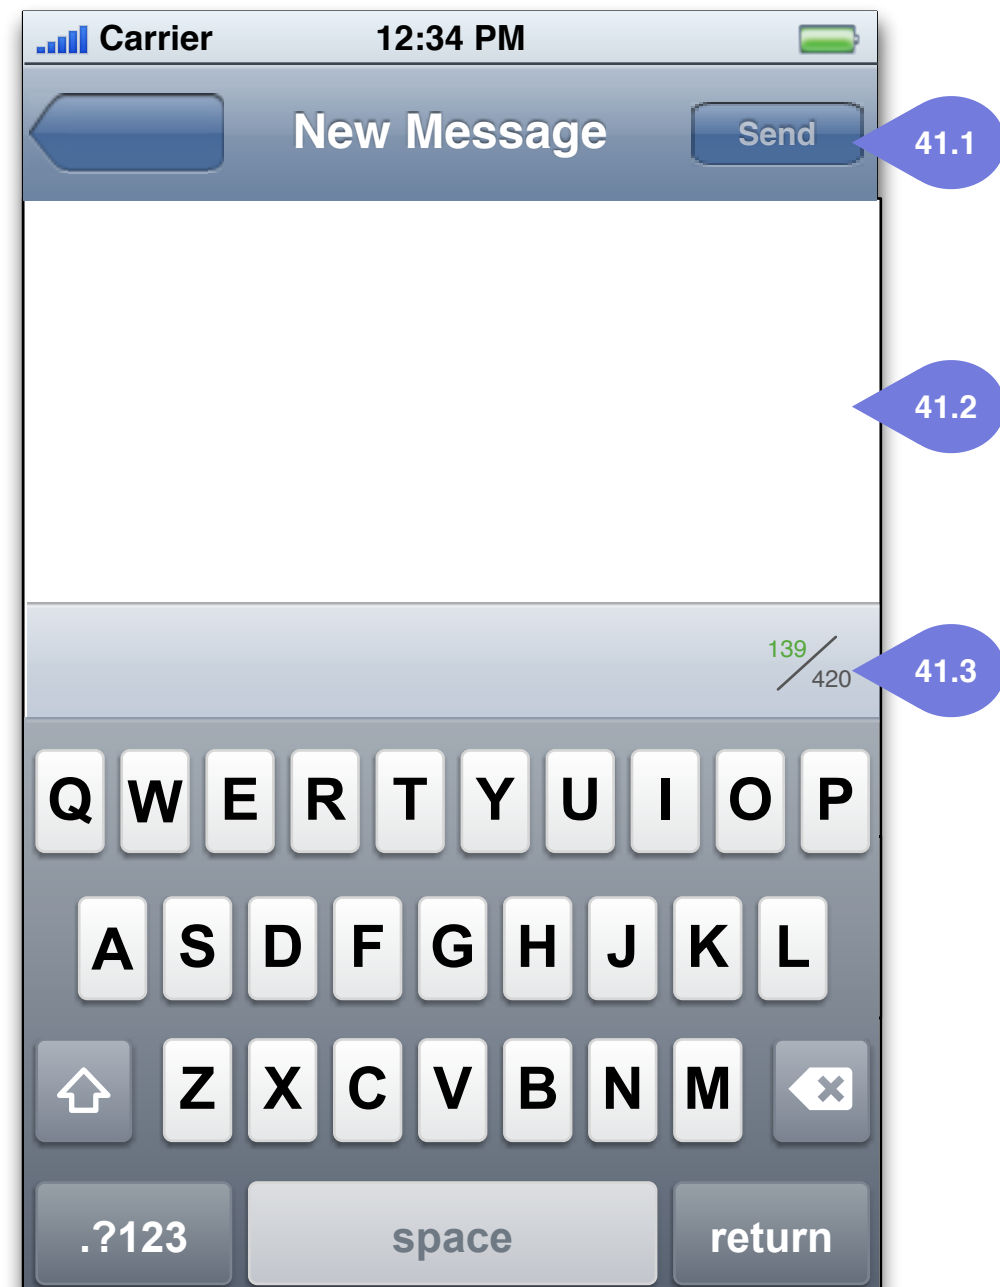 Carrier 12:34 PM
New Message Send
41.1
41.2
139/420
41.3
Q W E R T Y U I O P
A S D F G H J K L
Z X C V B N M
.?123 space return